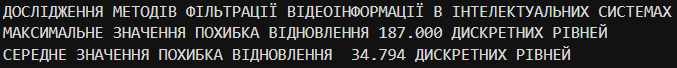 ДОСЛІДЖЕННЯ МЕТОДІВ ФІЛЬТРАЦІЇ ВІДЕОІНФОРМАЦІЇ В ІНТЕЛЕКТУАЛЬНИХ СИСТЕМАХ
МАКСИМАЛЬНЕ ЗНАЧЕННЯ ПОХИБКА ВІДНОВЛЕННЯ 187.000 ДИСКРЕТНИХ РІВНЕЙ
СЕРЕДНЕ ЗНАЧЕННЯ ПОХИБКА ВІДНОВЛЕННЯ  34.794 ДИСКРЕТНИХ РІВНЕЙ